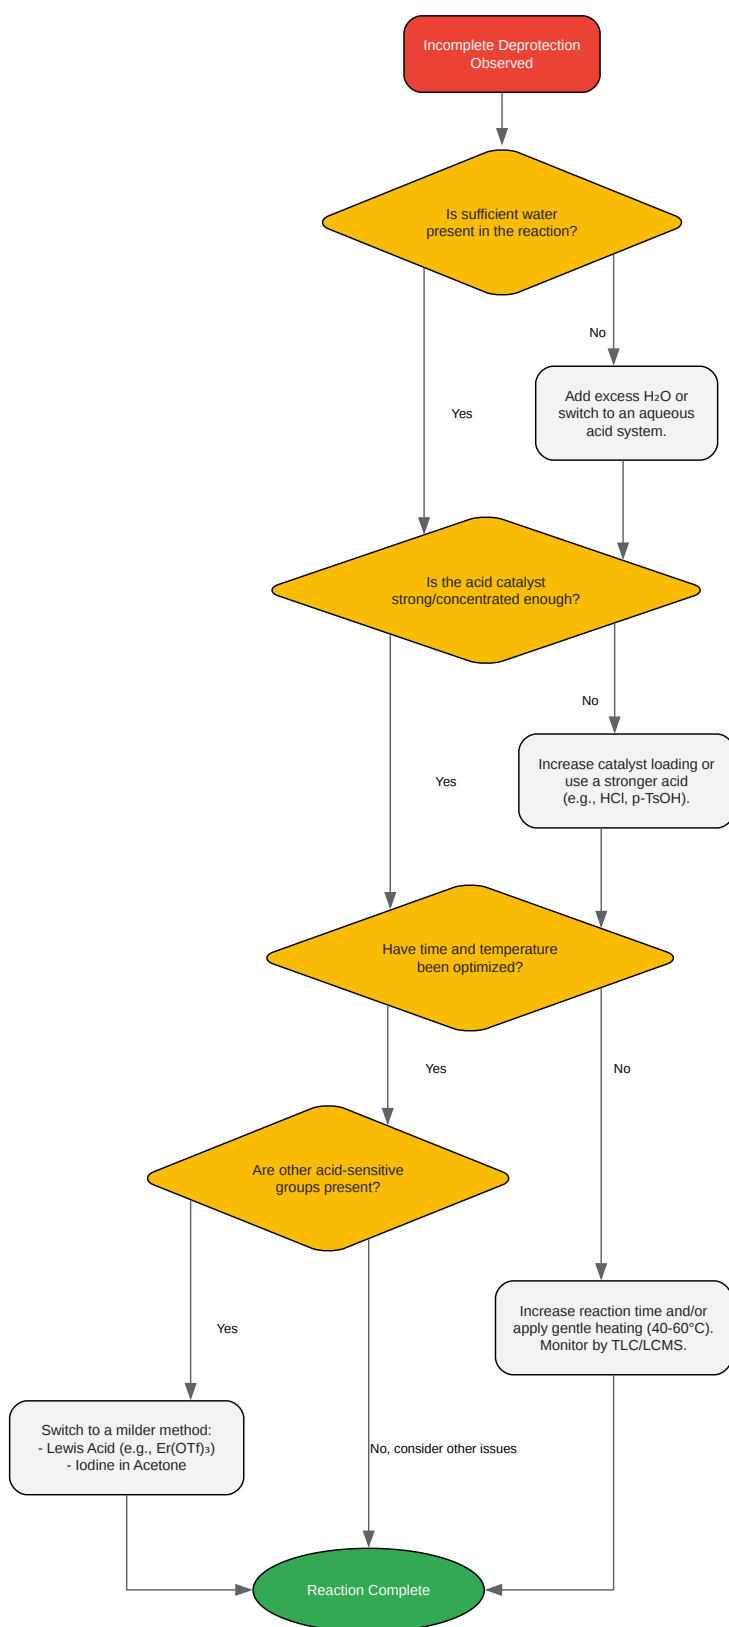 Incomplete Deprotection
Observed
Is sufficient water
present in the reaction?
No
Add excess H₂O or
switch to an aqueous
acid system.
Yes
Is the acid catalyst
strong/concentrated enough?
No
Increase catalyst loading or
use a stronger acid
(e.g., HCl, p-TsOH).
Yes
Have time and temperature
been optimized?
Yes
No
Are other acid-sensitive
groups present?
Increase reaction time and/or
apply gentle heating (40-60°C).
Monitor by TLC/LCMS.
Yes
Switch to a milder method:
- Lewis Acid (e.g., Er(OTf)₃)
- Iodine in Acetone
No, consider other issues
Reaction Complete